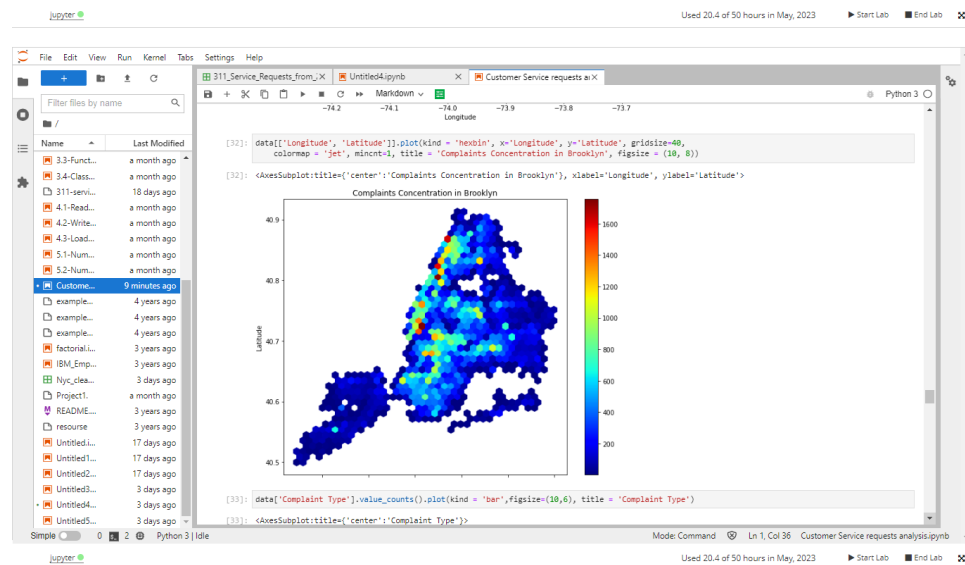 jupyter
Used 20.4 of 50 hours in May, 2023 Start Lab End Lab
File Edit View Run Kernel Tabs Settings Help
+
311_Service_Requests_from_ Untitled4.ipynb Customer Service requests a
Filter files by name
Markdown
Python 3
/
Name Last Modified
3.3-Funct... a month ago
3.4-Class... a month ago
311-servi... 18 days ago
4.1-Read... a month ago
4.2-Write... a month ago
4.3-Load... a month ago
5.1-Num... a month ago
5.2-Num... a month ago
Custome... 9 minutes ago
example... 4 years ago
example... 4 years ago
example... 4 years ago
factorial.i... 3 years ago
IBM_Emp... 3 years ago
Nyc_clea... 3 days ago
Project1. a month ago
README.... 3 years ago
resourse 3 years ago
Untitled.i... 17 days ago
Untitled1... 17 days ago
Untitled2... 17 days ago
Untitled3... 3 days ago
Untitled4... 3 days ago
Untitled5... 3 days ago
-74.2 -74.1 -74.0 -73.9 -73.8 -73.7
Longitude
[32]: data[['Longitude', 'Latitude']].plot(kind = 'hexbin', x='Longitude', y='Latitude', gridsize=40,
colormap = 'jet', mincnt=1, title = 'Complaints Concentration in Brooklyn', figsize = (10, 8))
[32]: <AxesSubplot:title={'center':'Complaints Concentration in Brooklyn'}, xlabel='Longitude', ylabel='Latitude'>
Complaints Concentration in Brooklyn
40.9
40.8
40.7
40.6
40.5
Latitude
1600
1400
1200
1000
800
600
400
200
[33]: data['Complaint Type'].value_counts().plot(kind = 'bar',figsize=(10,6), title = 'Complaint Type')
[33]: <AxesSubplot:title={'center':'Complaint Type'}>
Simple 0 2 Python 3 | Idle Mode: Command Ln 1, Col 36 Customer Service requests analysis.ipynb
jupyter
Used 20.4 of 50 hours in May, 2023 Start Lab End Lab